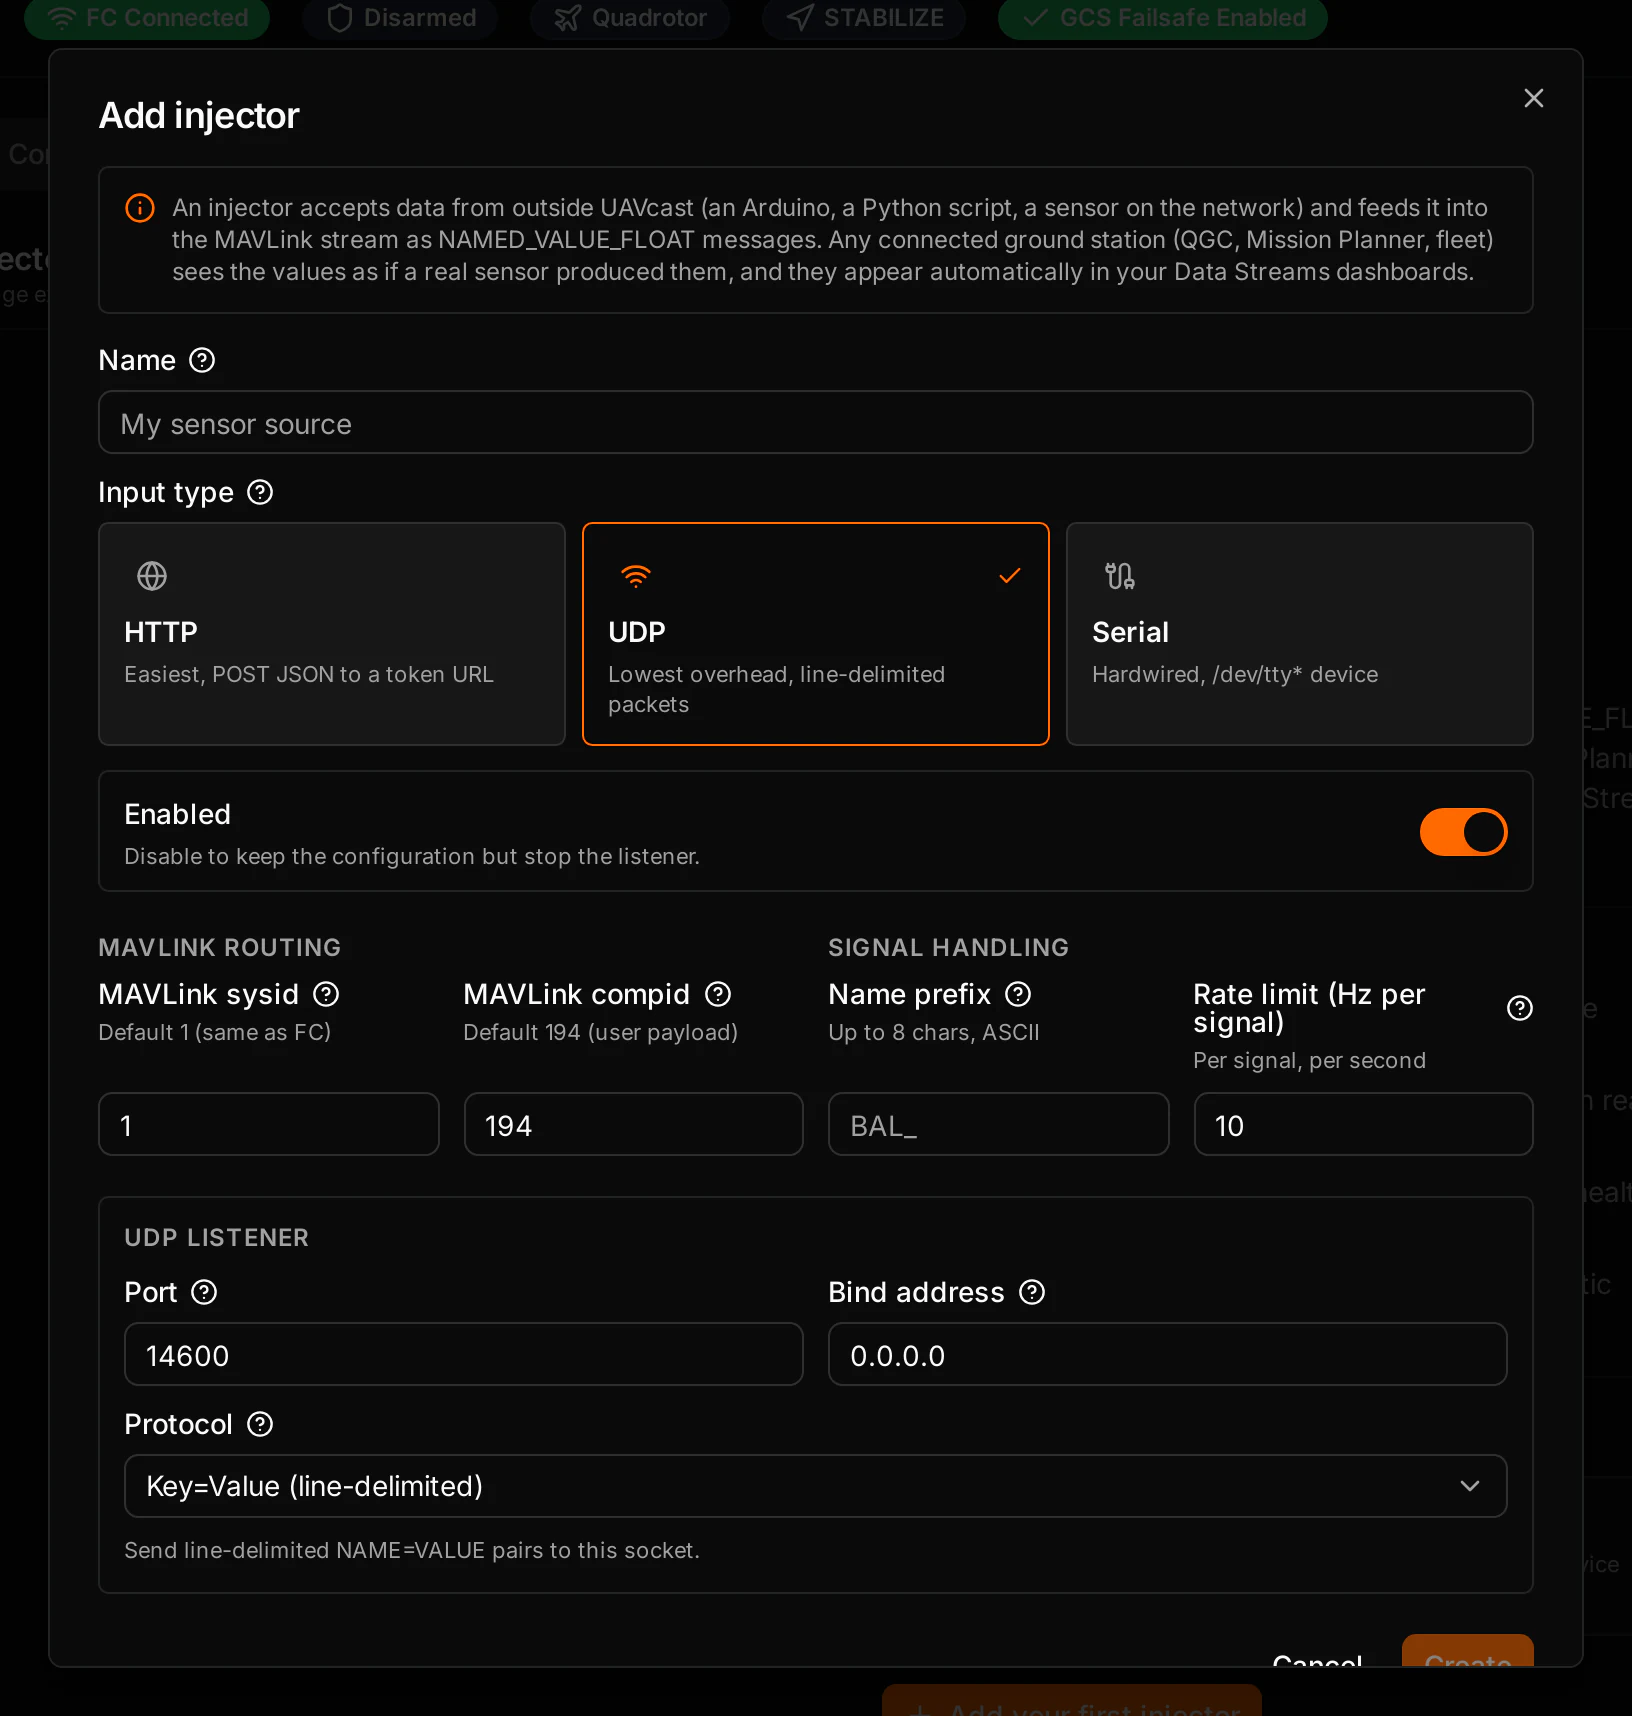 FC Connected
Disarmed
Quadrotor
STABILIZE
GCS Failsafe Enabled
Add injector
An injector accepts data from outside UAVcast (an Arduino, a Python script, a sensor on the network) and feeds it into
the MAVLink stream as NAMED_VALUE_FLOAT messages. Any connected ground station (QGC, Mission Planner, fleet)
sees the values as if a real sensor produced them, and they appear automatically in your Data Streams dashboards.
Name
My sensor source
Input type
HTTP
Easiest, POST JSON to a token URL
UDP
Lowest overhead, line-delimited
packets
Serial
Hardwired, /dev/tty* device
Enabled
Disable to keep the configuration but stop the listener.
MAVLINK ROUTING
SIGNAL HANDLING
MAVLink sysid
Default 1 (same as FC)
1
MAVLink compid
Default 194 (user payload)
194
Name prefix
Up to 8 chars, ASCII
BAL_
Rate limit (Hz per
signal)
Per signal, per second
10
UDP LISTENER
Port
14600
Bind address
0.0.0.0
Protocol
Key=Value (line-delimited)
Send line-delimited NAME=VALUE pairs to this socket.
Cancel
Create
+ Add your first injector